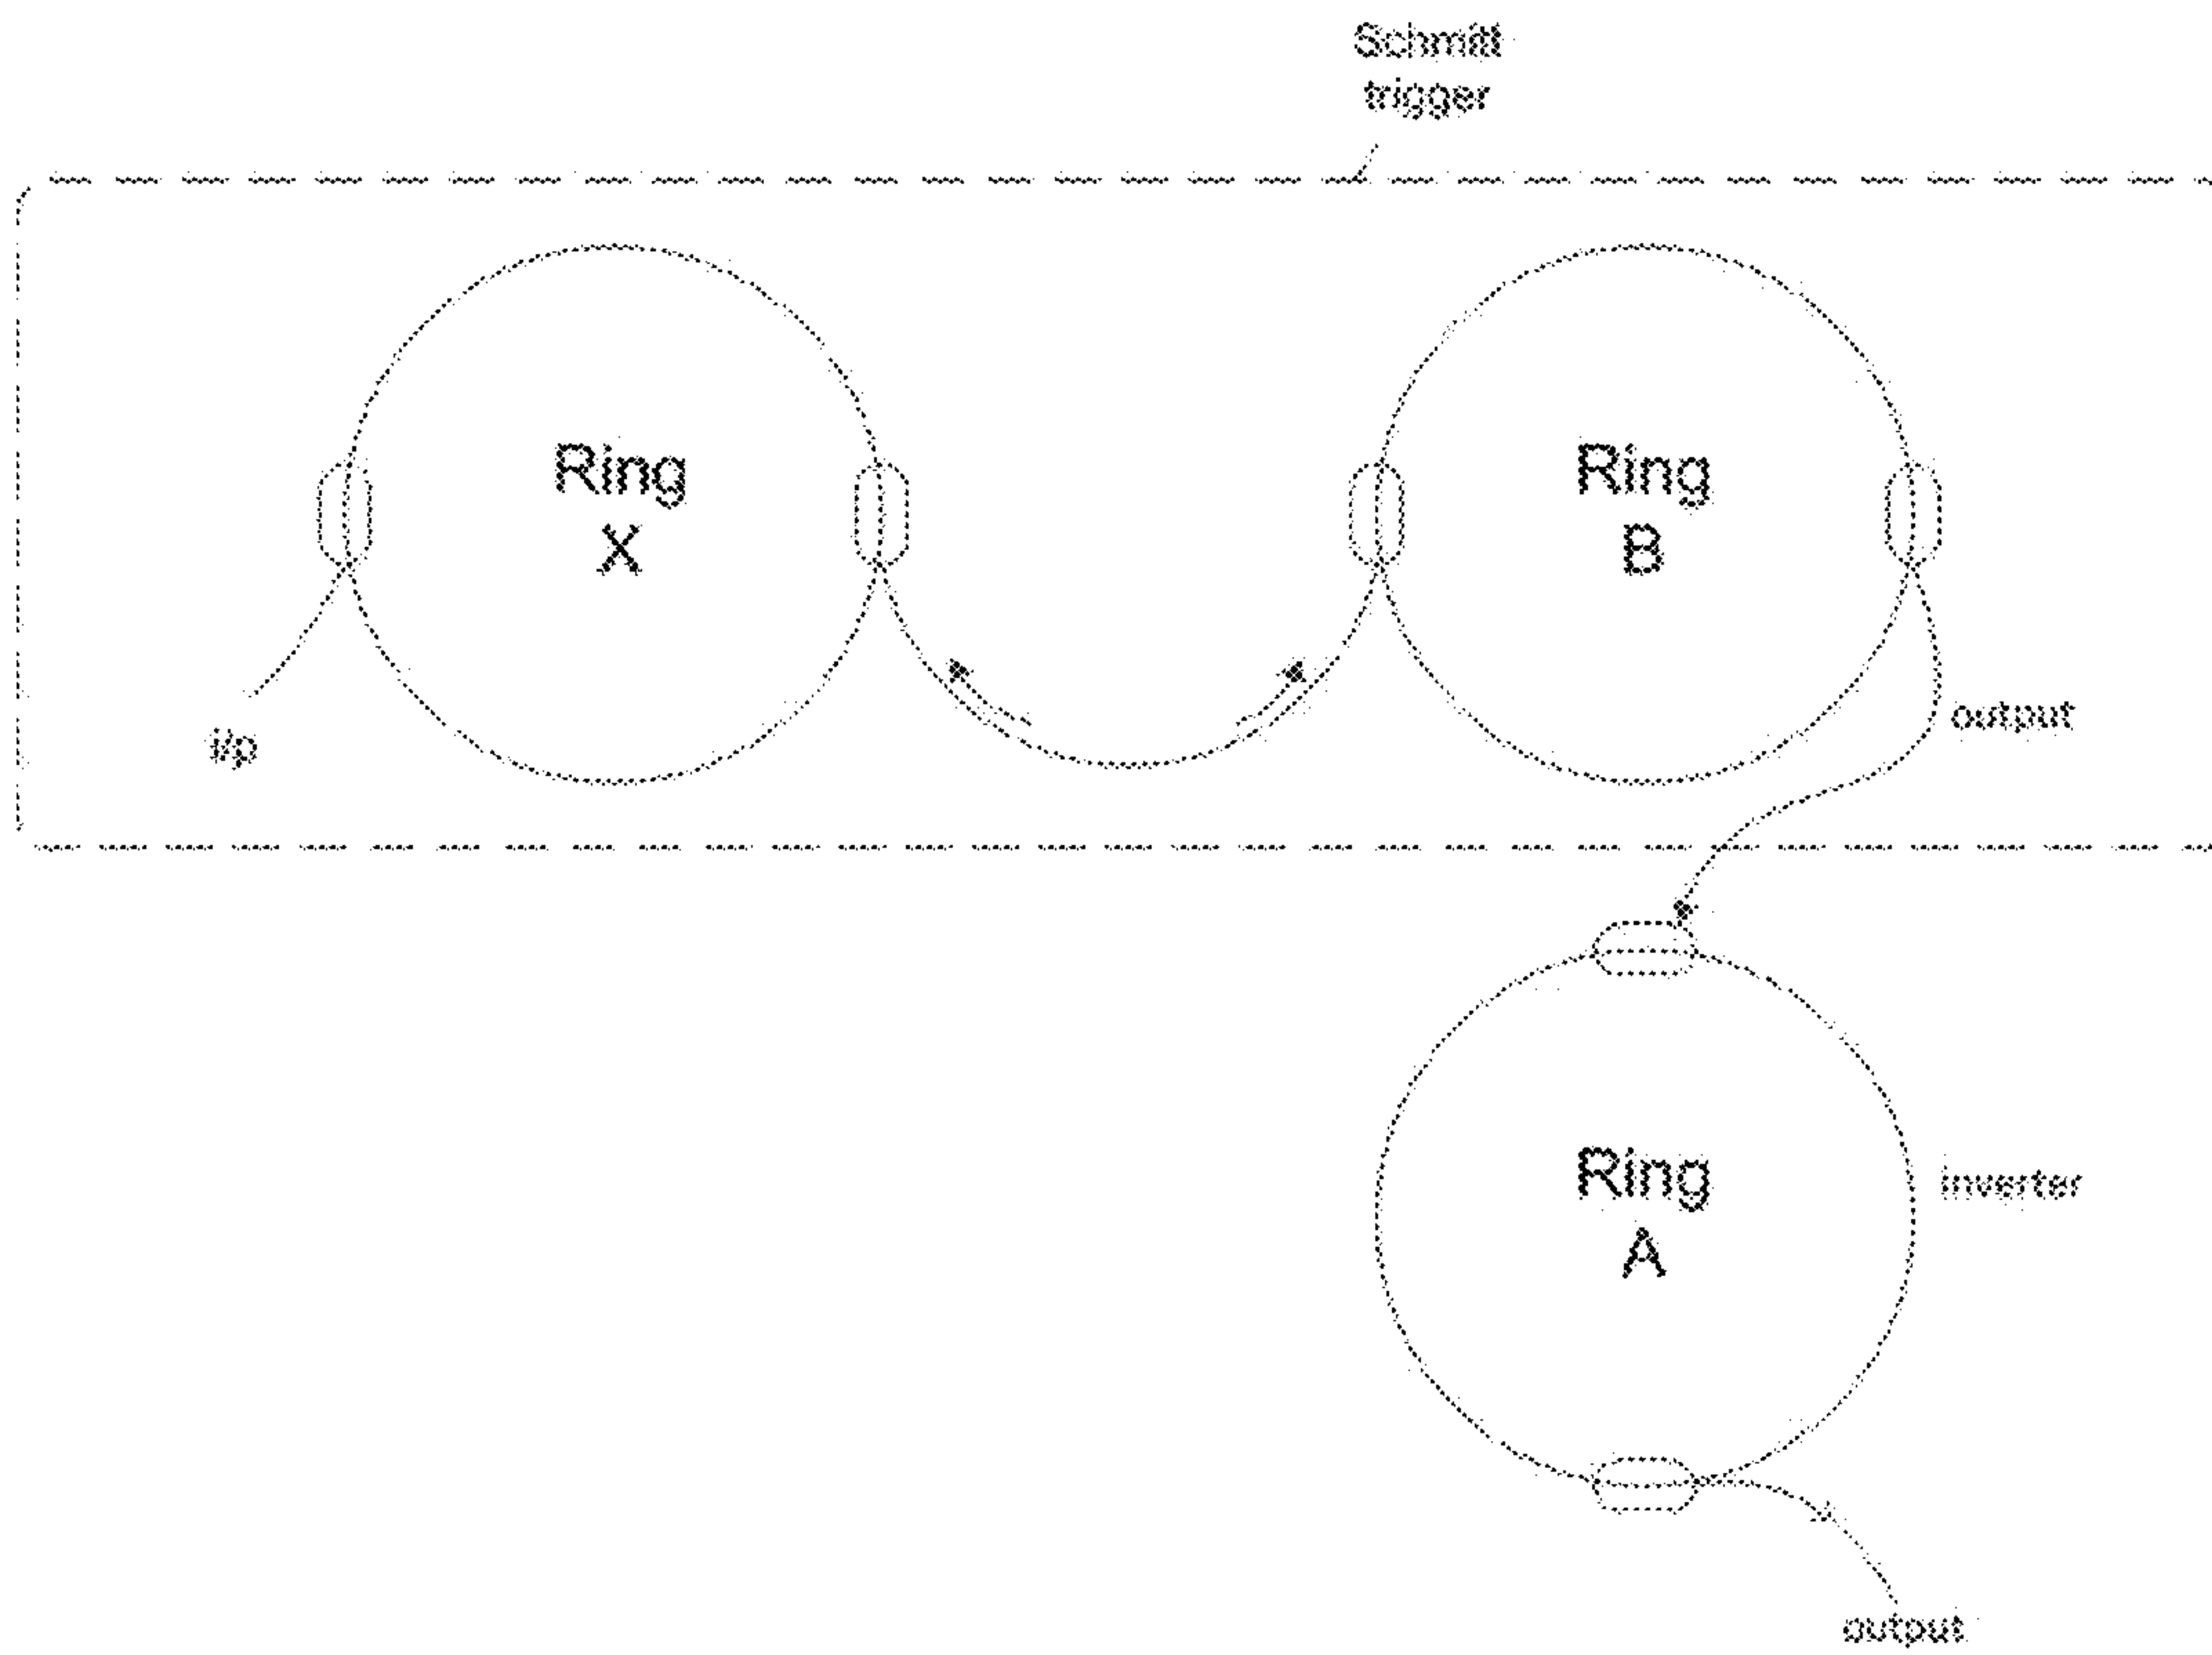 Schmitt
trigger
Ring
X
Ring
B
i/p
output
Ring
A
inverter
output